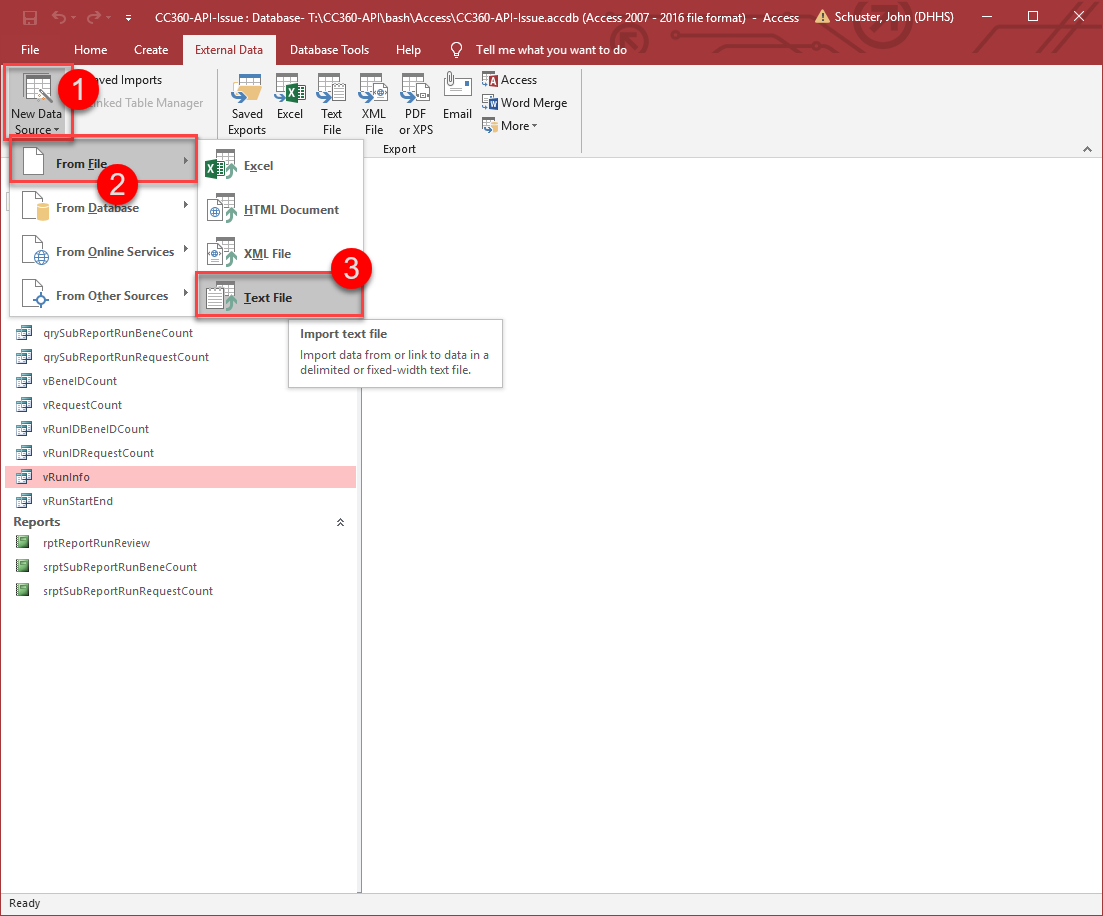 CC360-API-Issue : Database- T:\CC360-API\bash\Access\CC360-API-Issue.accdb (Access 2007 - 2016 file format) - Access
Schuster, John (DHHS)
File
Home
Create
External Data
Database Tools
Help
Tell me what you want to do
New Data
Source
1
ved Imports
inked Table Manager
Saved
Exports
Excel
Text
File
XML
File
PDF
or XPS
Email
Access
Word Merge
More
Export
From File
2
From Database
From Online Services
From Other Sources
Excel
HTML Document
XML File
3
Text File
Import text file
Import data from or link to data in a
delimited or fixed-width text file.
qrySubReportRunBeneCount
qrySubReportRunRequestCount
vBeneIDCount
vRequestCount
vRunIDBeneIDCount
vRunIDRequestCount
vRunInfo
vRunStartEnd
Reports
rptReportRunReview
srptSubReportRunBeneCount
srptSubReportRunRequestCount
Ready